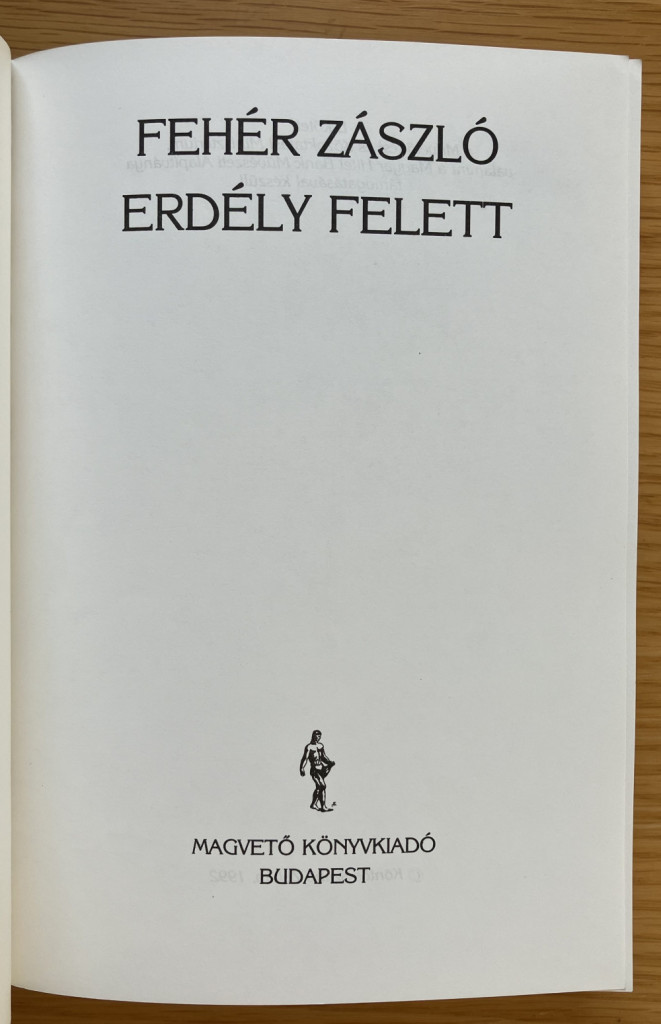 FEHÉR ZÁSZLÓ
ERDÉLY FELETT
MAGVETŐ KÖNYVKIADÓ
BUDAPEST